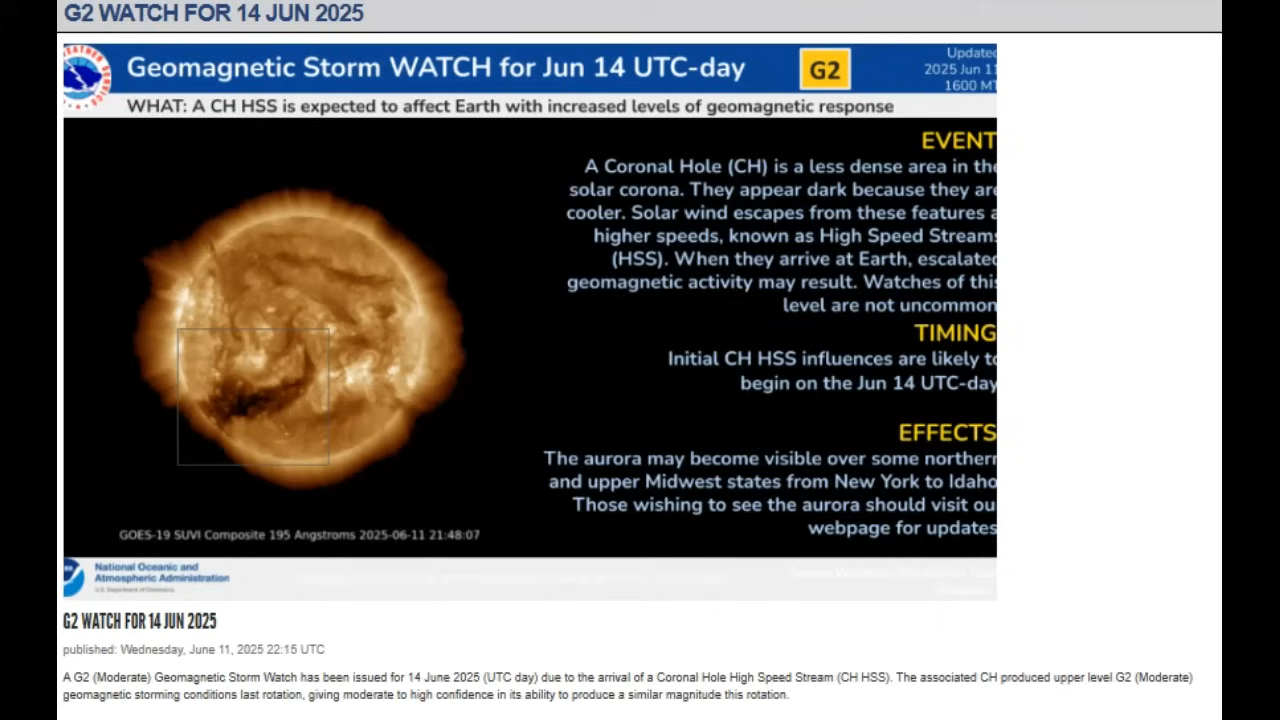 G2 WATCH FOR 14 JUN 2025
Geomagnetic Storm WATCH for Jun 14 UTC-day
G2
Updated
2025 Jun 11
1600 MT
WHAT: A CH HSS is expected to affect Earth with increased levels of geomagnetic response
EVENT
A Coronal Hole (CH) is a less dense area in the
solar corona. They appear dark because they are
cooler. Solar wind escapes from these features a
higher speeds, known as High Speed Streams
(HSS). When they arrive at Earth, escalated
geomagnetic activity may result. Watches of this
level are not uncommon
TIMING
Initial CH HSS influences are likely to
begin on the Jun 14 UTC-day
EFFECTS
The aurora may become visible over some northern
and upper Midwest states from New York to Idaho
Those wishing to see the aurora should visit ou
webpage for updates
GOES-19 SUVI Composite 195 Angstroms 2025-06-11 21:48:07
National Oceanic and
Atmospheric Administration
U.S. Department of Commerce
G2 WATCH FOR 14 JUN 2025
published: Wednesday, June 11, 2025 22:15 UTC
A G2 (Moderate) Geomagnetic Storm Watch has been issued for 14 June 2025 (UTC day) due to the arrival of a Coronal Hole High Speed Stream (CH HSS). The associated CH produced upper level G2 (Moderate)
geomagnetic storming conditions last rotation, giving moderate to high confidence in its ability to produce a similar magnitude this rotation.